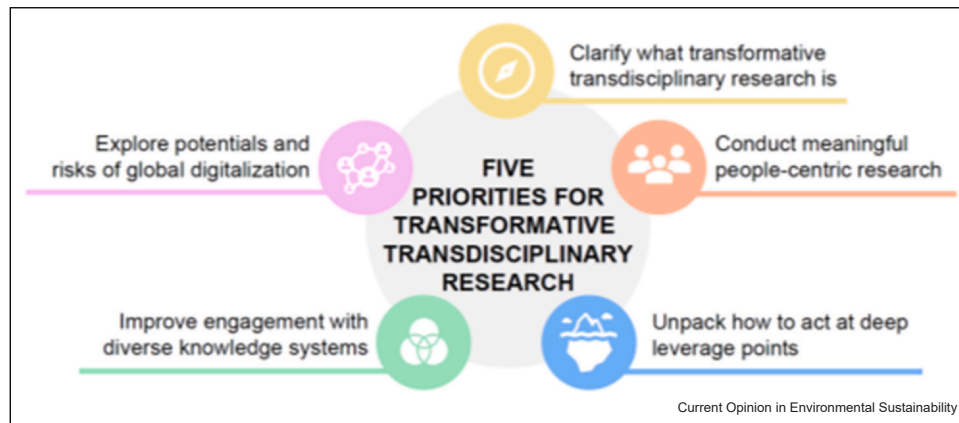 Clarify what transformative
transdisciplinary research is
Explore potentials and
risks of global digitalization
Conduct meaningful
people-centric research
FIVE
PRIORITIES FOR
TRANSFORMATIVE
TRANSDISCIPLINARY
RESEARCH
Improve engagement with
diverse knowledge systems
Unpack how to act at deep
leverage points
Current Opinion in Environmental Sustainability